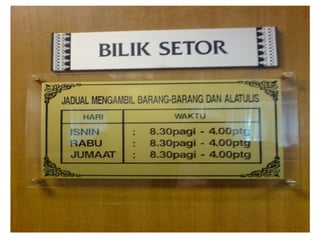 BILIK SETOR
JADUAL MENGAMBIL BARANG-BARANG DAN ALATULIS
HARI WAKTU
ISNIN : 8.30pagi - 4.00ptg
RABU : 8.30pagi - 4.00ptg
JUMAAT : 8.30pagi - 4.00ptg